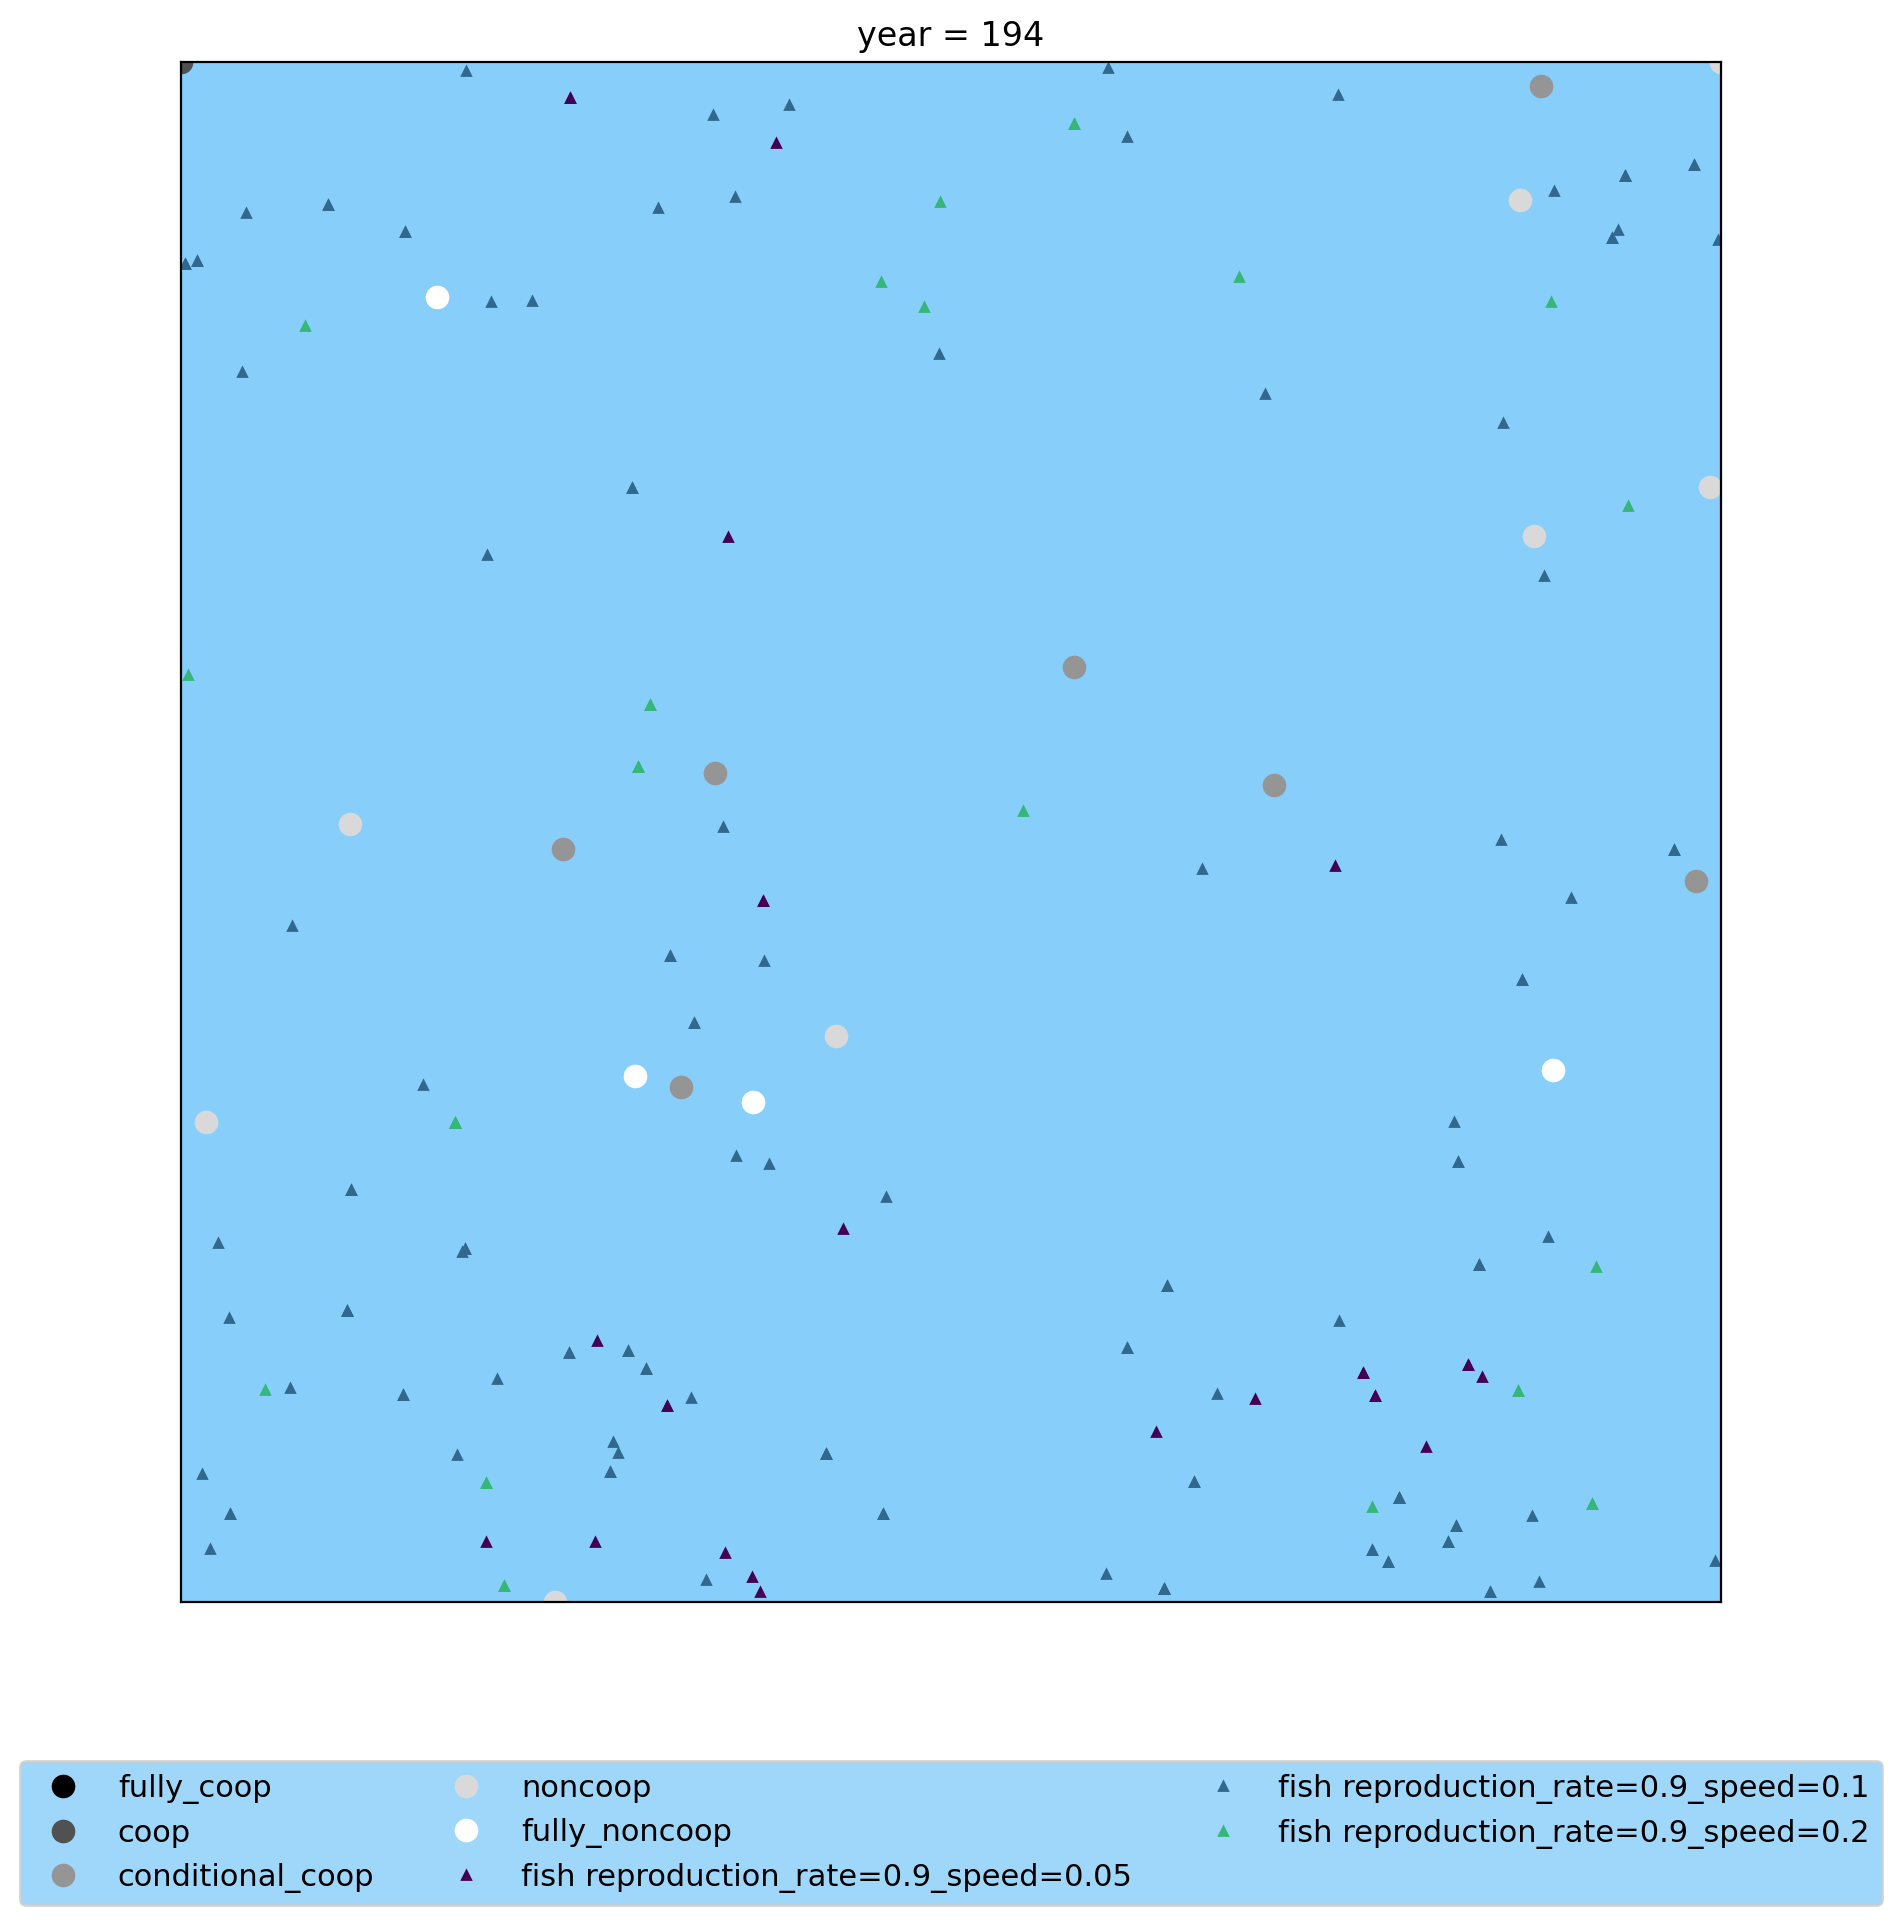 year = 194
fully_coop
coop
conditional_coop
noncoop
fully_noncoop
fish reproduction_rate=0.9_speed=0.05
fish reproduction_rate=0.9_speed=0.1
fish reproduction_rate=0.9_speed=0.2